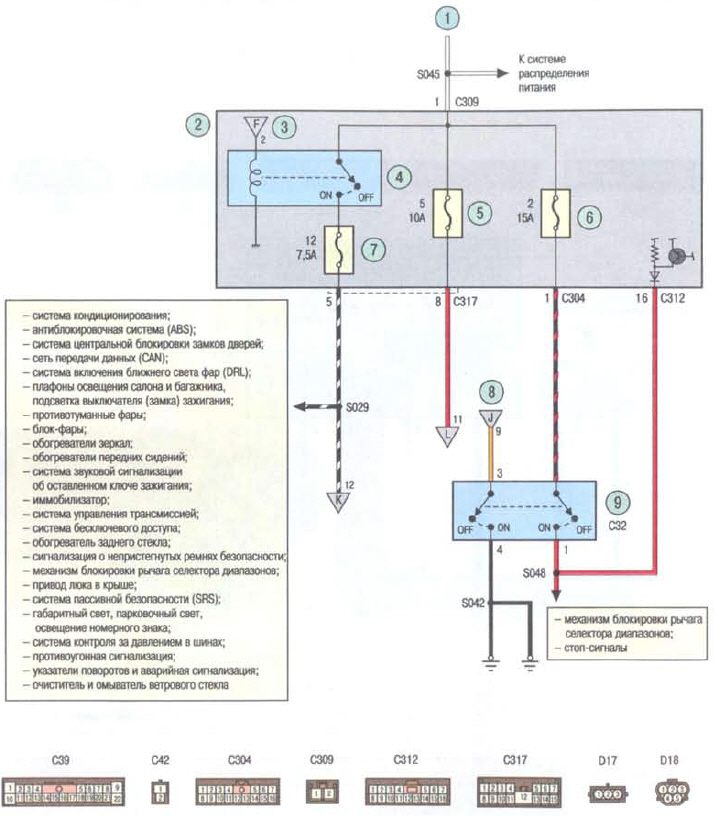 1
S045
К системе
распределения
питания
1 C309
2
F
3
2
4
ON
OFF
5
10A
5
2
15A
6
12
7,5A
7
5
8 C317
1 C304
16 C312
– система кондиционирования;
– антиблокировочная система (ABS);
– система центральной блокировки замков дверей;
– сеть передачи данных (CAN);
– система включения ближнего света фар (DRL);
– плафоны освещения салона и багажника,
подсветка выключателя (замка) зажигания;
– противотуманные фары;
– блок-фары;
– обогреватели зеркал;
– обогреватели передних сидений;
– система звуковой сигнализации
об оставленном ключе зажигания;
– иммобилизатор;
– система управления трансмиссией;
– система бесключевого доступа;
– обогреватель заднего стекла;
– сигнализация о непристегнутых ремнях безопасности;
– механизм блокировки рычага селектора диапазонов;
– привод люка в крыше;
– система пассивной безопасности (SRS);
– габаритный свет, парковочный свет,
освещение номерного знака;
– система контроля за давлением в шинах;
– противоугонная сигнализация;
– указатели поворотов и аварийная сигнализация;
– очиститель и омыватель ветрового стекла
S029
12
K
11
L
8
J
9
3
OFF
ON
ON
OFF
9
C32
4
1
S048
S042
– механизм блокировки рычага
селектора диапазонов;
– стоп-сигналы
C39 C42 C304 C309 C312 C317 D17 D18